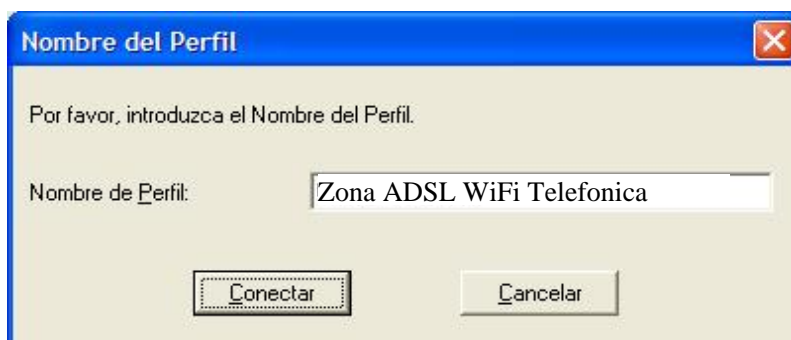 Nombre del Perfil
Por favor, introduzca el Nombre del Perfil.
Nombre de Perfil: Zona ADSL WiFi Telefonica
Conectar Cancelar